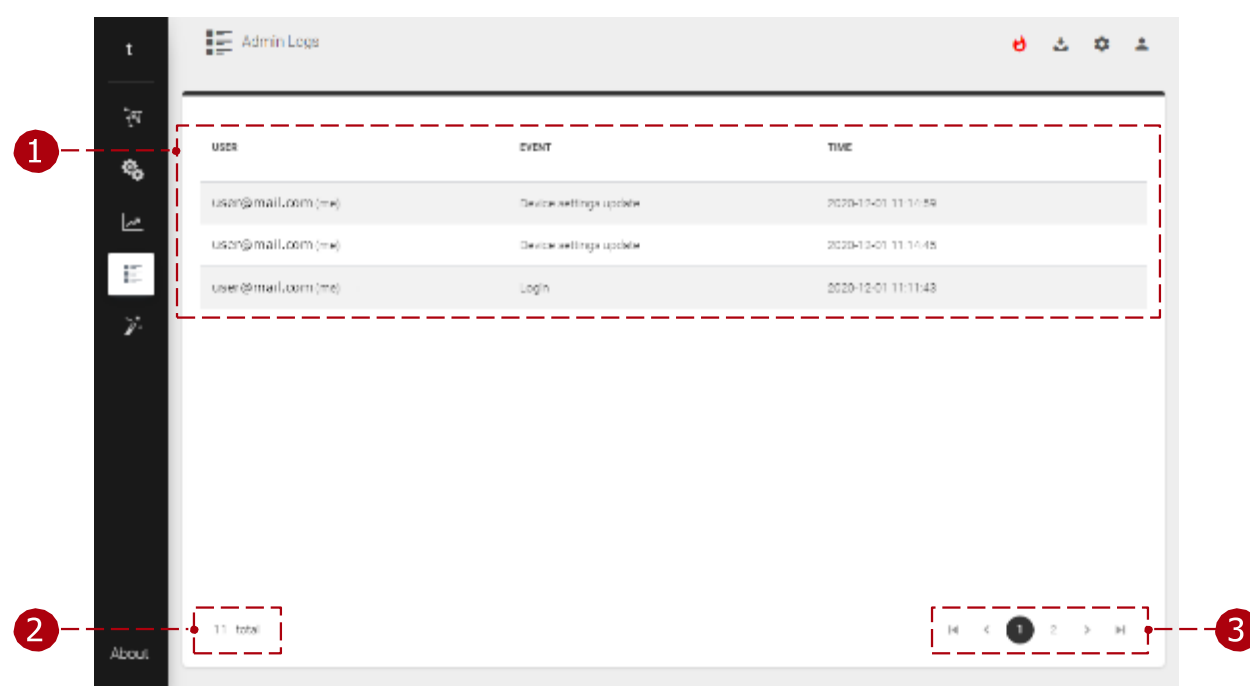 t
Admin Logs
1
USER EVENT TIME
user@mail.com (me) Device settings update 2020-12-01 11:14:59
user@mail.com (me) Device settings update 2020-12-01 11:14:45
user@mail.com (me) Login 2020-12-01 11:11:43
2
11 total
1 2
3
About